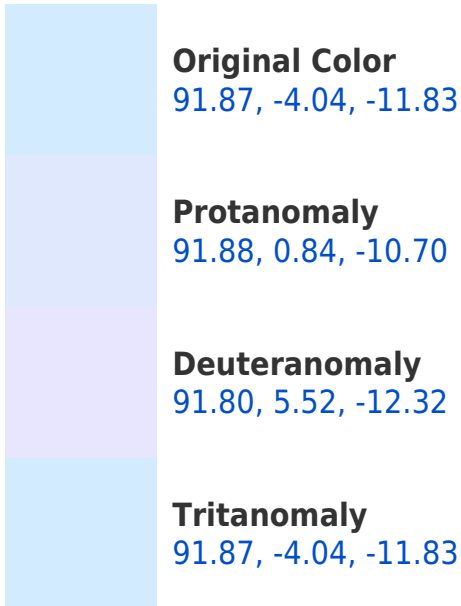 Original Color
91.87, -4.04, -11.83
Protanomaly
91.88, 0.84, -10.70
Deuteranomaly
91.80, 5.52, -12.32
Tritanomaly
91.87, -4.04, -11.83